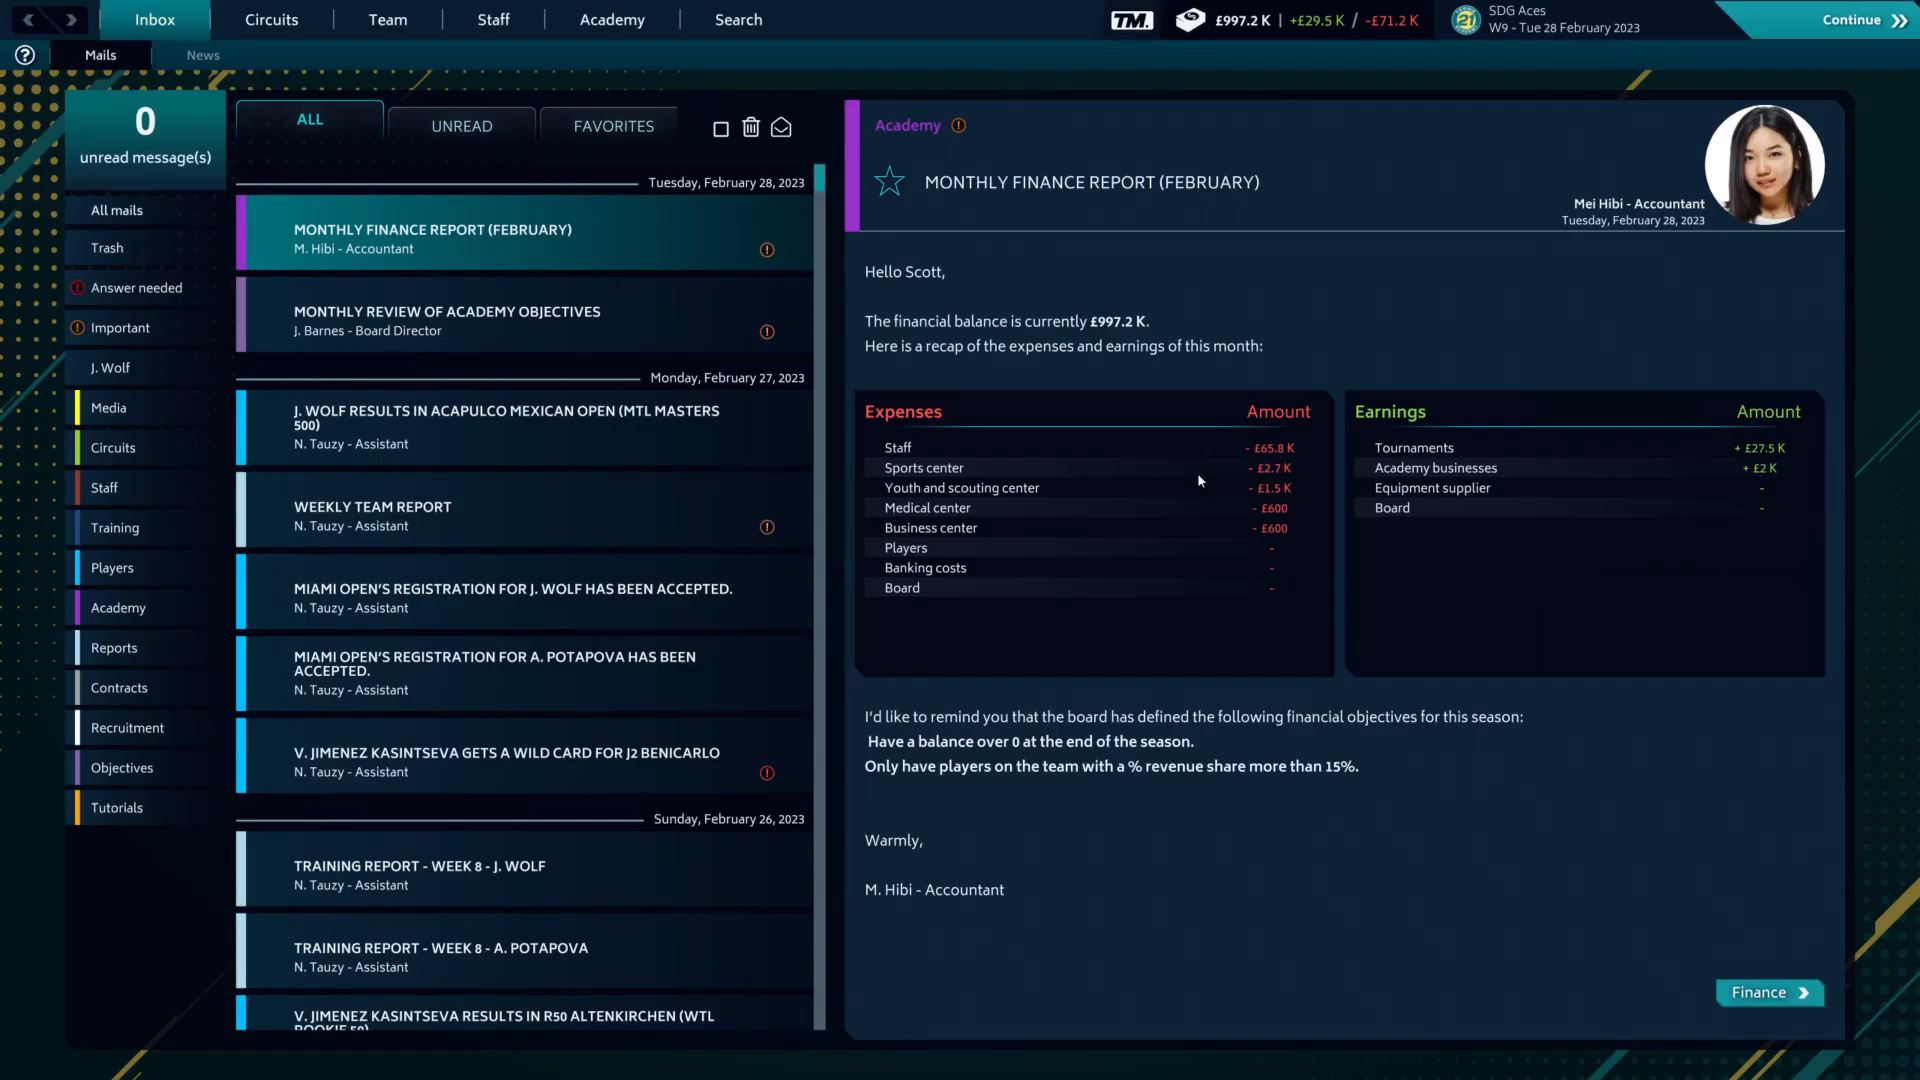 Inbox
Circuits
Team
Staff
Academy
Search
TM.
£997.2 K | +£29.5 K / -£71.2 K
21
SDG Aces
W9 - Tue 28 February 2023
Continue
?
Mails
News
0
unread message(s)
All mails
Trash
Answer needed
Important
J. Wolf
Media
Circuits
Staff
Training
Players
Academy
Reports
Contracts
Recruitment
Objectives
Tutorials
ALL
UNREAD
FAVORITES
Tuesday, February 28, 2023
MONTHLY FINANCE REPORT (FEBRUARY)
M. Hibi - Accountant
MONTHLY REVIEW OF ACADEMY OBJECTIVES
J. Barnes - Board Director
Monday, February 27, 2023
J. WOLF RESULTS IN ACAPULCO MEXICAN OPEN (MTL MASTERS
500)
N. Tauzy - Assistant
WEEKLY TEAM REPORT
N. Tauzy - Assistant
MIAMI OPEN'S REGISTRATION FOR J. WOLF HAS BEEN ACCEPTED.
N. Tauzy - Assistant
MIAMI OPEN'S REGISTRATION FOR A. POTAPOVA HAS BEEN
ACCEPTED.
N. Tauzy - Assistant
V. JIMENEZ KASINTSEVA GETS A WILD CARD FOR J2 BENICARLO
N. Tauzy - Assistant
Sunday, February 26, 2023
TRAINING REPORT - WEEK 8 - J. WOLF
N. Tauzy - Assistant
TRAINING REPORT - WEEK 8 - A. POTAPOVA
N. Tauzy - Assistant
V. JIMENEZ KASINTSEVA RESULTS IN R50 ALTENKIRCHEN (WTL
ROOKIE 50)
Academy
MONTHLY FINANCE REPORT (FEBRUARY)
Mei Hibi - Accountant
Tuesday, February 28, 2023
Hello Scott,
The financial balance is currently £997.2 K.
Here is a recap of the expenses and earnings of this month:
Expenses Amount
Staff - £65.8 K
Sports center - £2.7 K
Youth and scouting center - £1.5 K
Medical center - £600
Business center - £600
Players -
Banking costs -
Board -
Earnings Amount
Tournaments + £27.5 K
Academy businesses + £2 K
Equipment supplier -
Board -
I'd like to remind you that the board has defined the following financial objectives for this season:
Have a balance over 0 at the end of the season.
Only have players on the team with a % revenue share more than 15%.
Warmly,
M. Hibi - Accountant
Finance